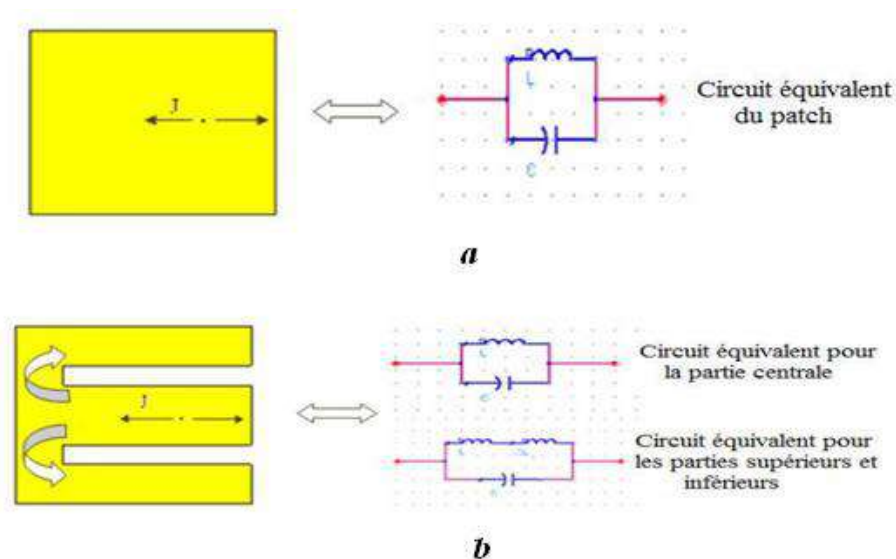 J
L
C
Circuit équivalent
du patch
a
J
Circuit équivalent pour
la partie centrale
Circuit équivalent pour
les parties supérieurs et
inférieurs
b